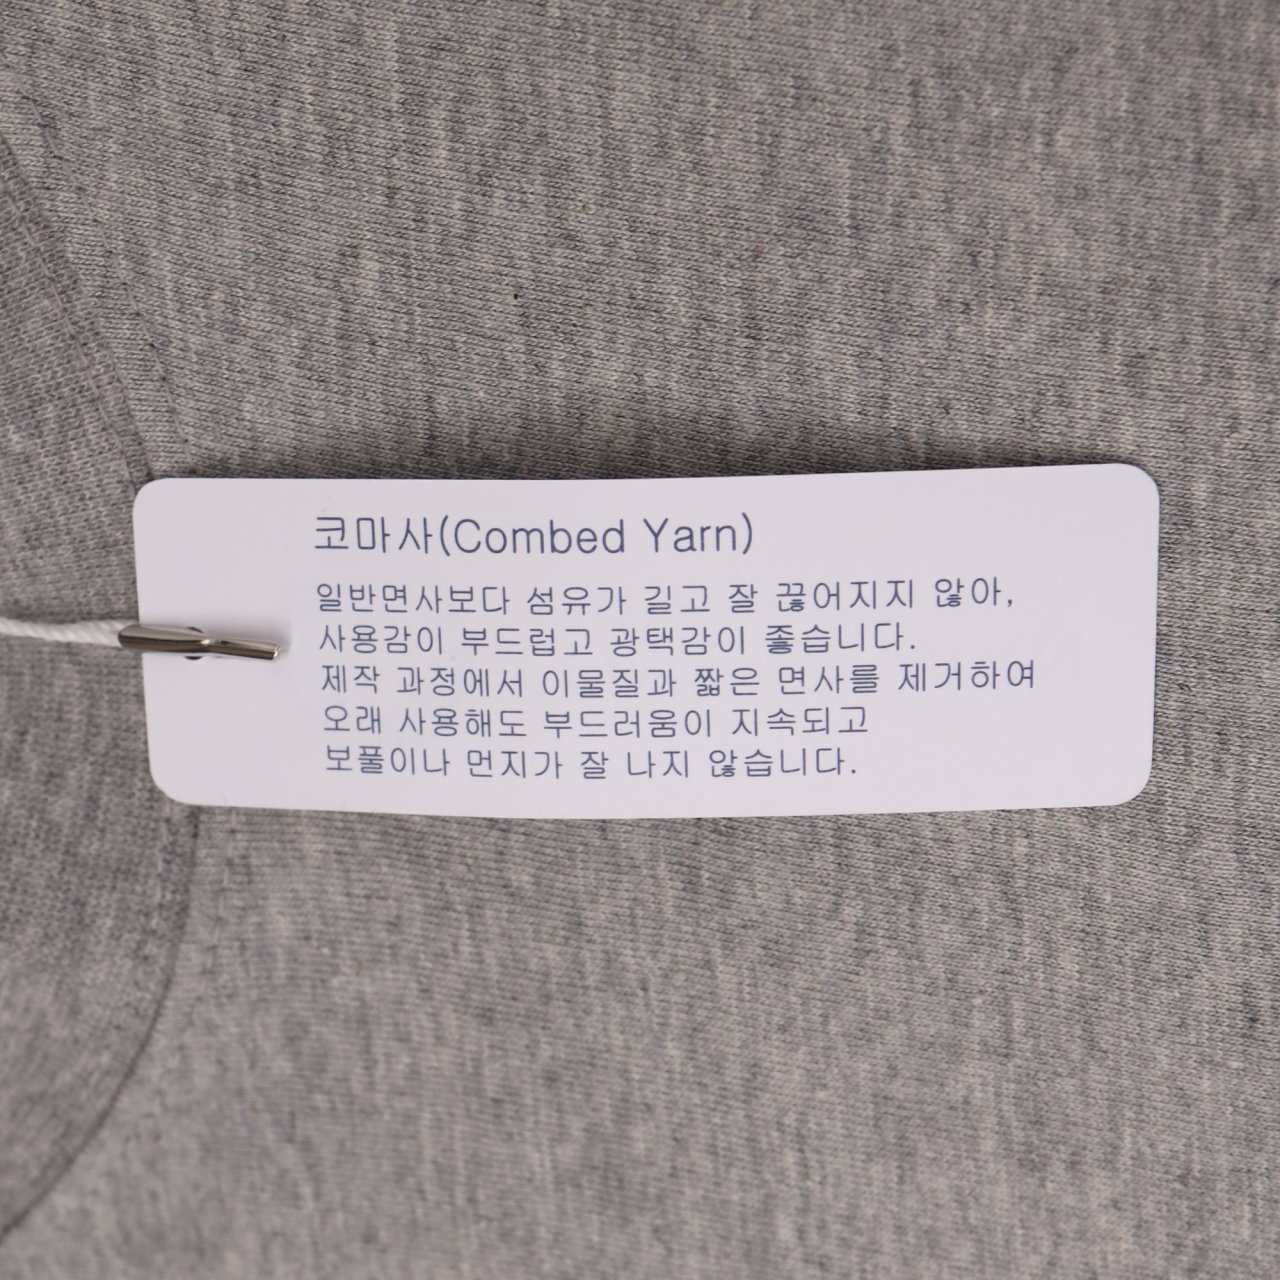 코마사(Combed Yarn)
일반면사보다 섬유가 길고 잘 끊어지지 않아,
사용감이 부드럽고 광택감이 좋습니다.
제작 과정에서 이물질과 짧은 면사를 제거하여
오래 사용해도 부드러움이 지속되고
보풀이나 먼지가 잘 나지 않습니다.